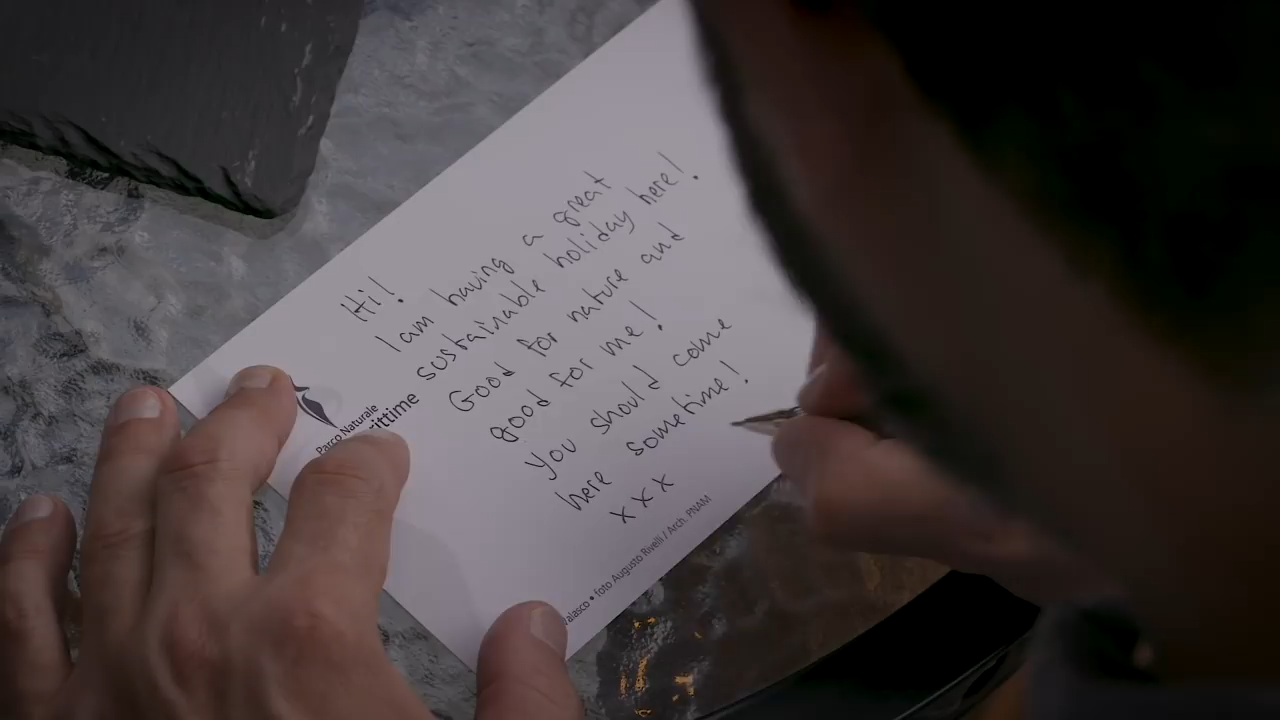 Hi!
I am having a great
sustainable holiday here!
Good for nature and
good for me!
You should come
here sometime!
xxx
Parco Naturale
foto Augusto Rivelli / Arch. PNAM